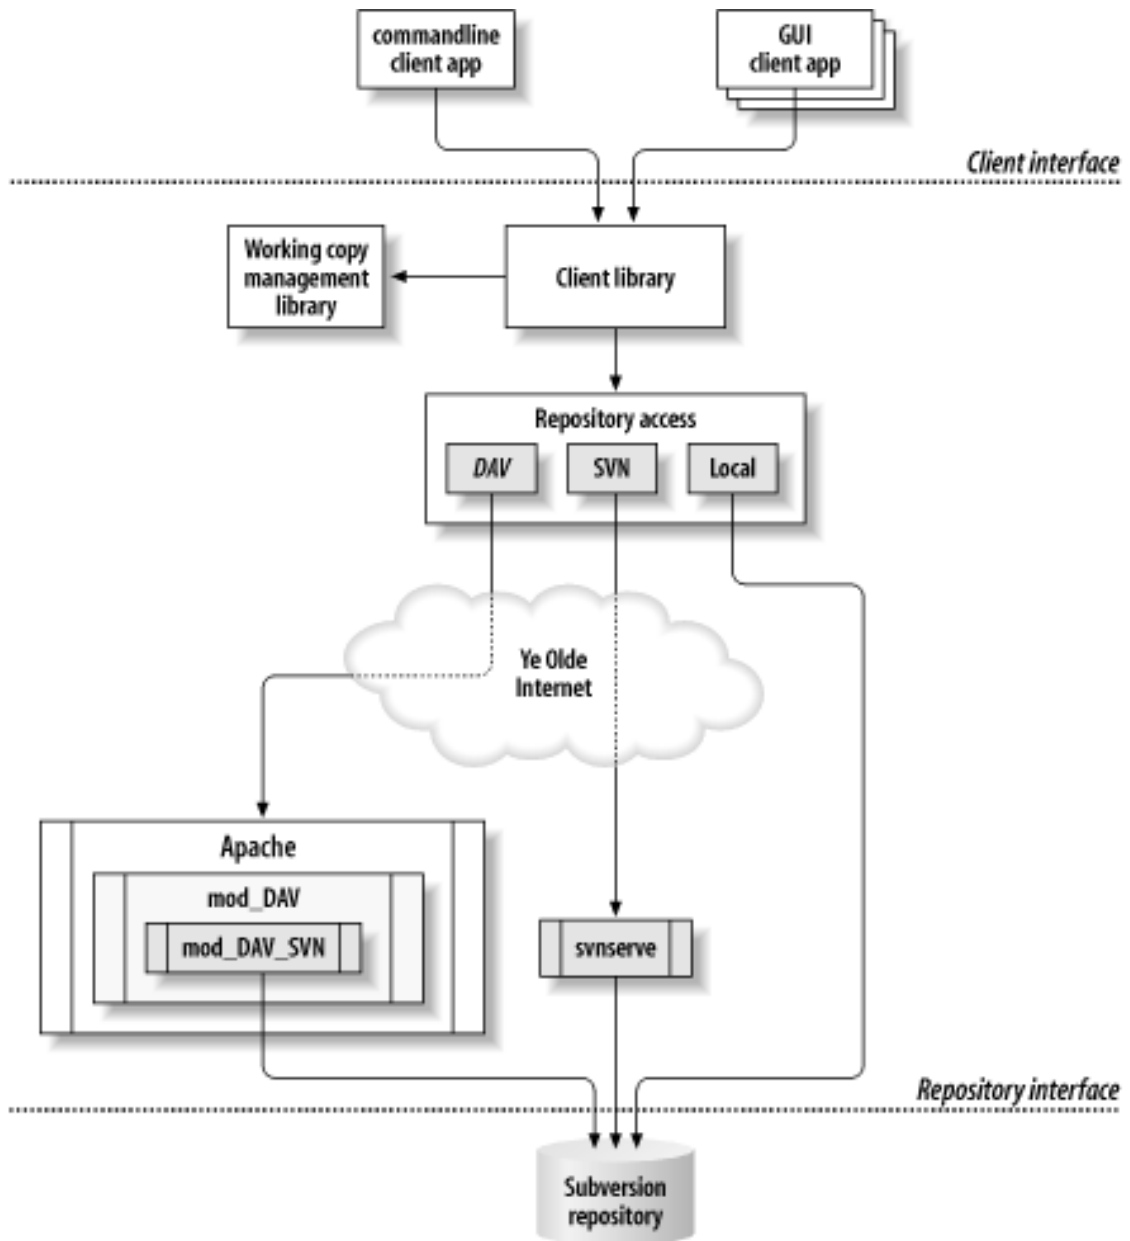 commandline
client app
GUI
client app
Client interface
Working copy
management
library
Client library
Repository access
DAV
SVN
Local
Ye Olde
Internet
Apache
mod_DAV
mod_DAV_SVN
svnserve
Repository interface
Subversion
repository